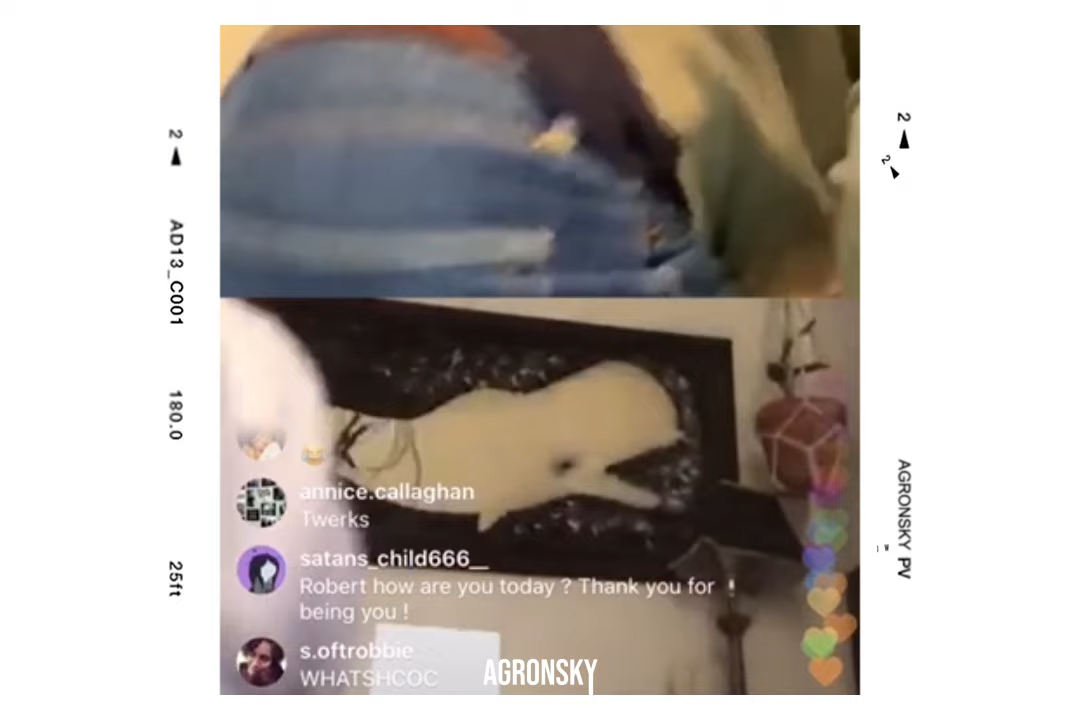 2
AD13_C001
180.0
25ft
annice.callaghan
Twerks
satans_child666__
Robert how are you today ? Thank you for
being you !
s.oftrobbie
WHATSHCOC
AGRONSKY
2
2
AGRONSKY PV